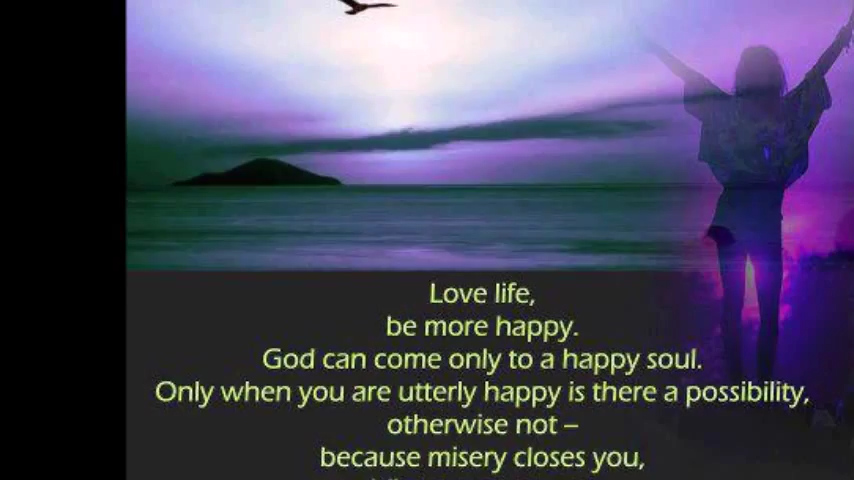 Love life,
be more happy.
God can come only to a happy soul.
Only when you are utterly happy is there a possibility,
otherwise not –
because misery closes you,